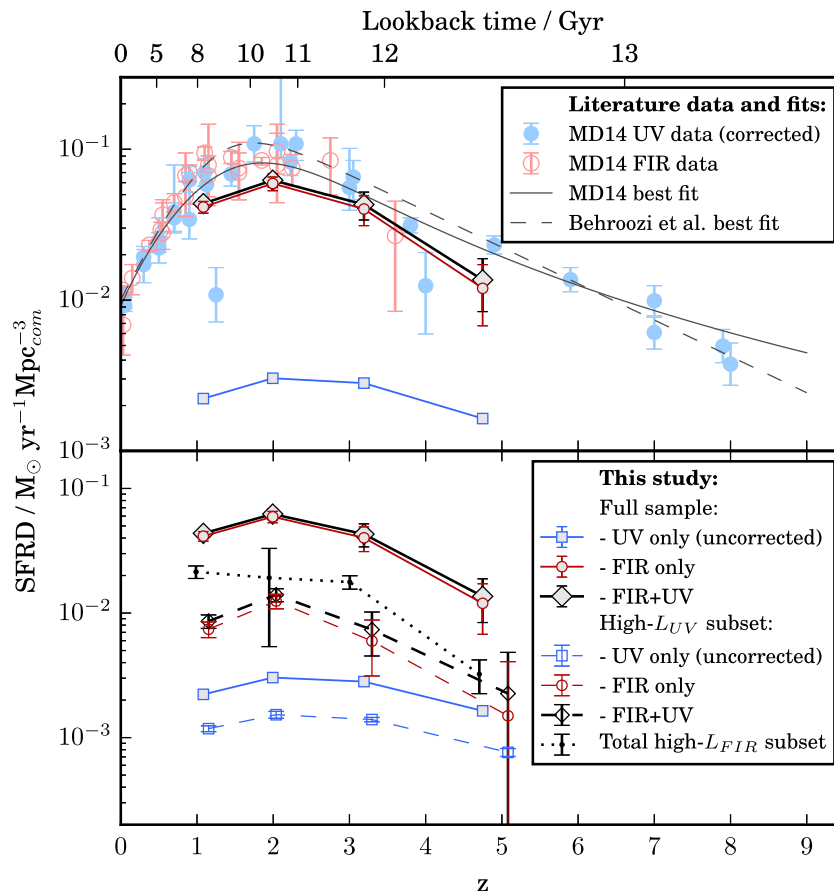 Lookback time / Gyr
0 5 8 10 11 12 13
Literature data and fits:
MD14 UV data (corrected)
MD14 FIR data
MD14 best fit
Behroozi et al. best fit
10⁻¹
10⁻²
10⁻³
SFRD / M⊙ yr⁻¹Mpc⁻³com
10⁻¹
10⁻²
10⁻³
This study:
Full sample:
- UV only (uncorrected)
- FIR only
- FIR+UV
High-L_UV subset:
- UV only (uncorrected)
- FIR only
- FIR+UV
Total high-L_FIR subset
0 1 2 3 4 5 6 7 8 9
z